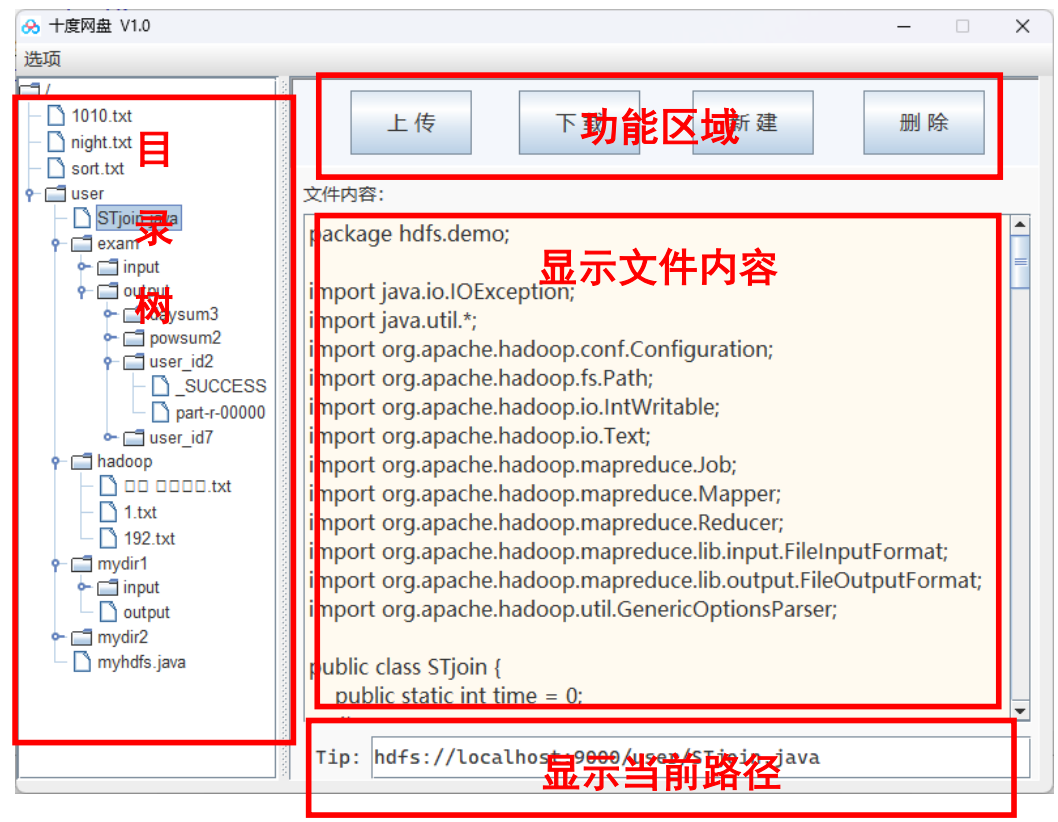 十度网盘 V1.0
选项
/
1010.txt
night.txt
sort.txt
user
STjoin.java
exam
input
output
daysum3
powsum2
user_id2
_SUCCESS
part-r-00000
user_id7
hadoop
□□ □□□□.txt
1.txt
192.txt
mydir1
input
output
mydir2
myhdfs.java
目
录
树
上传
下载
新建
删除
功能区域
文件内容:
显示文件内容
package hdfs.demo;
import java.io.IOException;
import java.util.*;
import org.apache.hadoop.conf.Configuration;
import org.apache.hadoop.fs.Path;
import org.apache.hadoop.io.IntWritable;
import org.apache.hadoop.io.Text;
import org.apache.hadoop.mapreduce.Job;
import org.apache.hadoop.mapreduce.Mapper;
import org.apache.hadoop.mapreduce.Reducer;
import org.apache.hadoop.mapreduce.lib.input.FileInputFormat;
import org.apache.hadoop.mapreduce.lib.output.FileOutputFormat;
import org.apache.hadoop.util.GenericOptionsParser;
public class STjoin {
public static int time = 0;
Tip: hdfs://localhost:9000/user/STjoin.java
显示当前路径